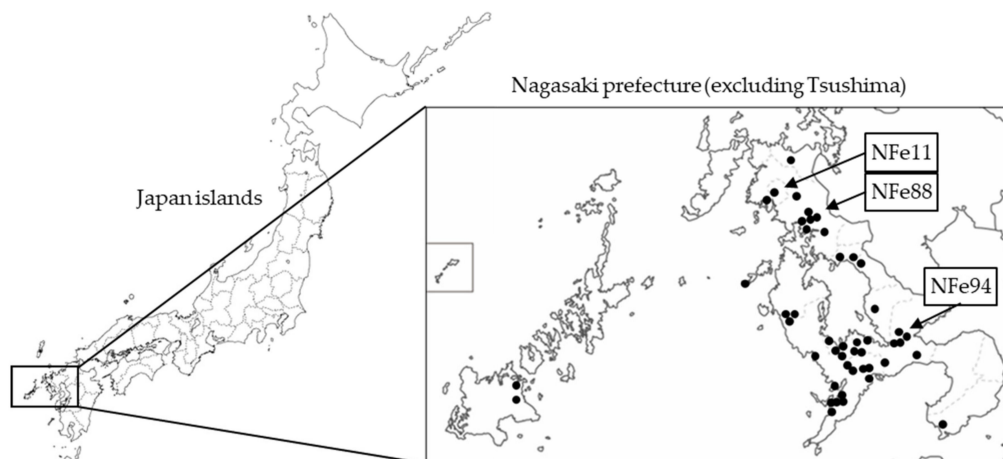 Nagasaki prefecture (excluding Tsushima)
Japan islands
NFe11
NFe88
NFe94